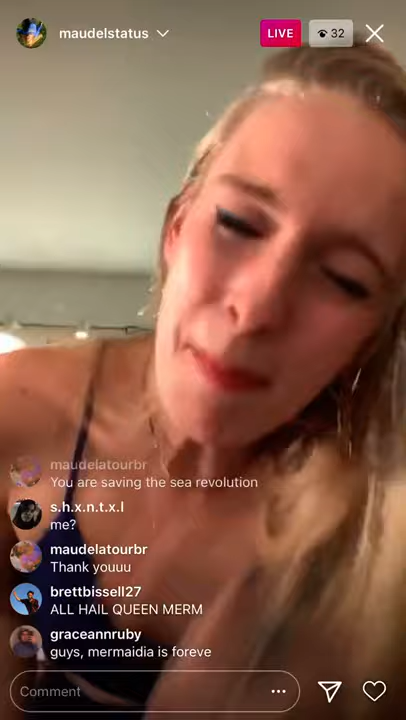 maudelstatus
LIVE
32
maudelatourbr
You are saving the sea revolution
s.h.x.n.t.x.l
me?
maudelatourbr
Thank youuu
brettbissell27
ALL HAIL QUEEN MERM
graceannruby
guys, mermaidia is foreve
Comment